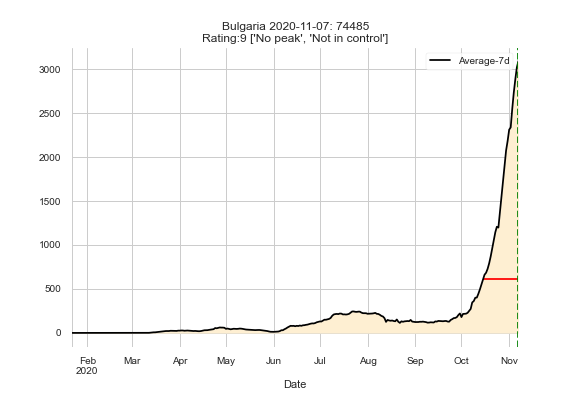 Bulgaria 2020-11-07: 74485
Rating:9 ['No peak', 'Not in control']
Average-7d
3000
2500
2000
1500
1000
500
0
Feb Mar Apr May Jun Jul Aug Sep Oct Nov
2020
Date